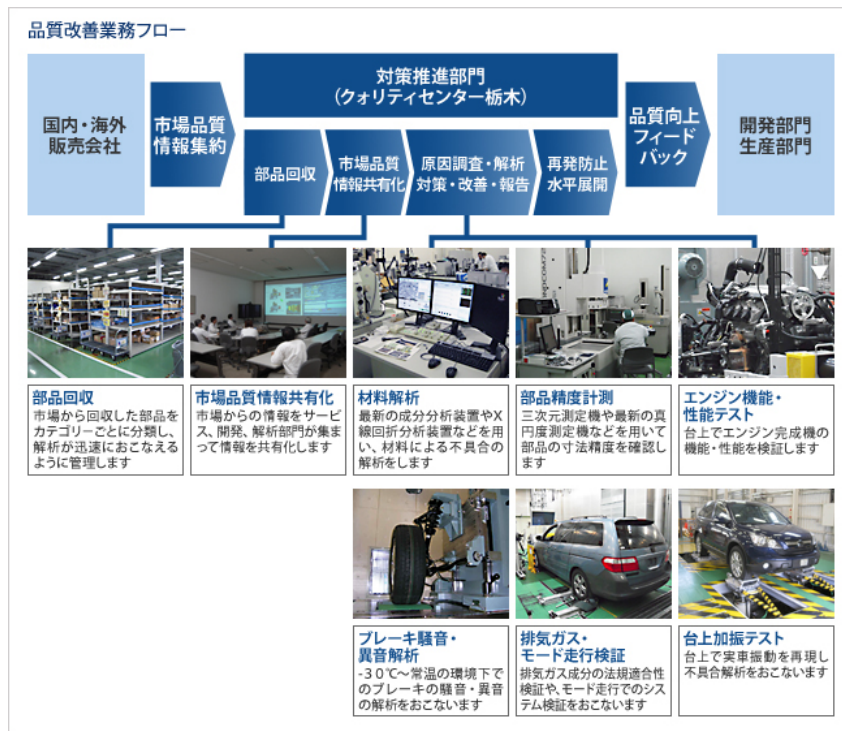 品質改善業務フロー
国内・海外
販売会社
市場品質
情報集約
対策推進部門
(クォリティセンター栃木)
部品回収
市場品質
情報共有化
原因調査・解析
対策・改善・報告
再発防止
水平展開
品質向上
フィード
バック
開発部門
生産部門
部品回収
市場から回収した部品を
カテゴリーごとに分類し、
解析が迅速におこなえる
ように管理します
市場品質情報共有化
市場からの情報をサービ
ス、開発、解析部門が集ま
って情報を共有化します
材料解析
最新の成分分析装置やX
線回折分析装置などを用
い、材料による不具合の
解析をします
部品精度計測
三次元測定機や最新の真
円度測定機などを用いて
部品の寸法精度を確認し
ます
エンジン機能・
性能テスト
台上でエンジン完成機の
機能・性能を検証します
ブレーキ騒音・
異音解析
-30℃～常温の環境下で
のブレーキの騒音・異音
の解析をおこないます
排気ガス・
モード走行検証
排気ガス成分の法規適合性
検証や、モード走行でのシス
テム検証をおこないます
台上加振テスト
台上で実車振動を再現し
不具合解析をおこないます